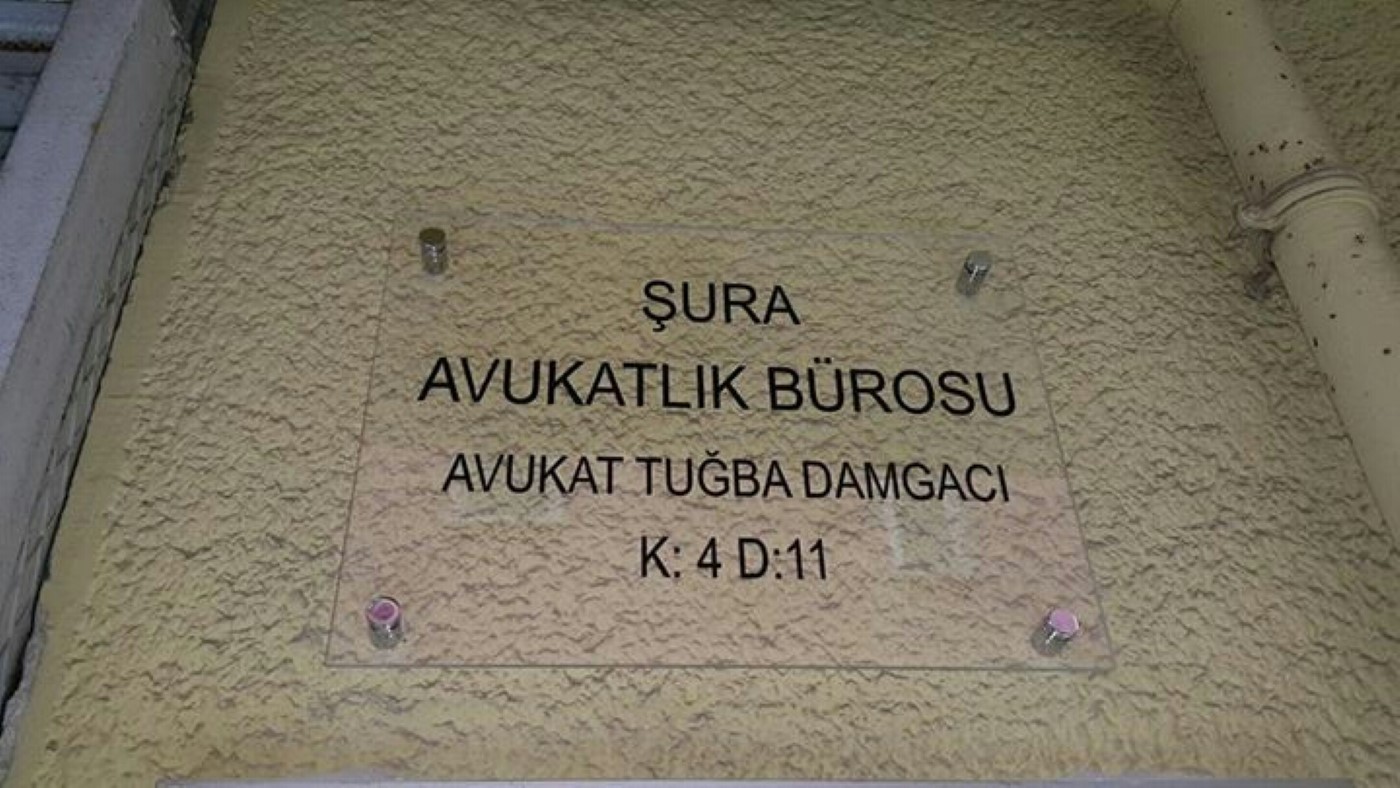 ŞURA
AVUKATLIK BÜROSU
AVUKAT TUĞBA DAMGACI
K: 4 D:11